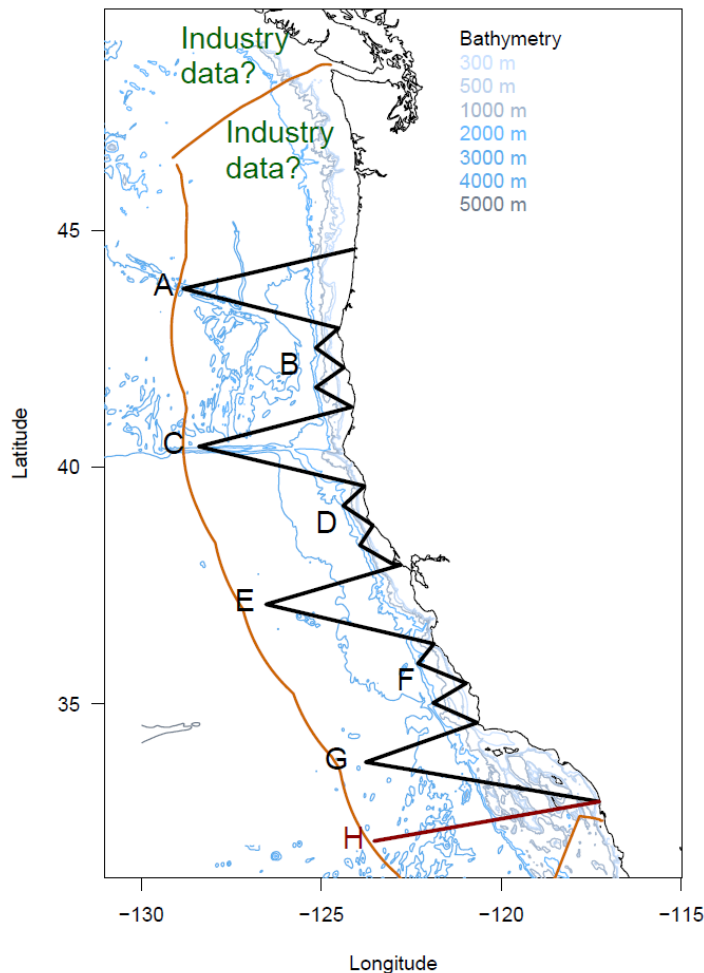 Industry
data?
Bathymetry
300 m
500 m
1000 m
2000 m
3000 m
4000 m
5000 m
Industry
data?
45
A
B
C
40
D
E
F
35
G
H
Latitude
−130
−125
−120
−115
Longitude